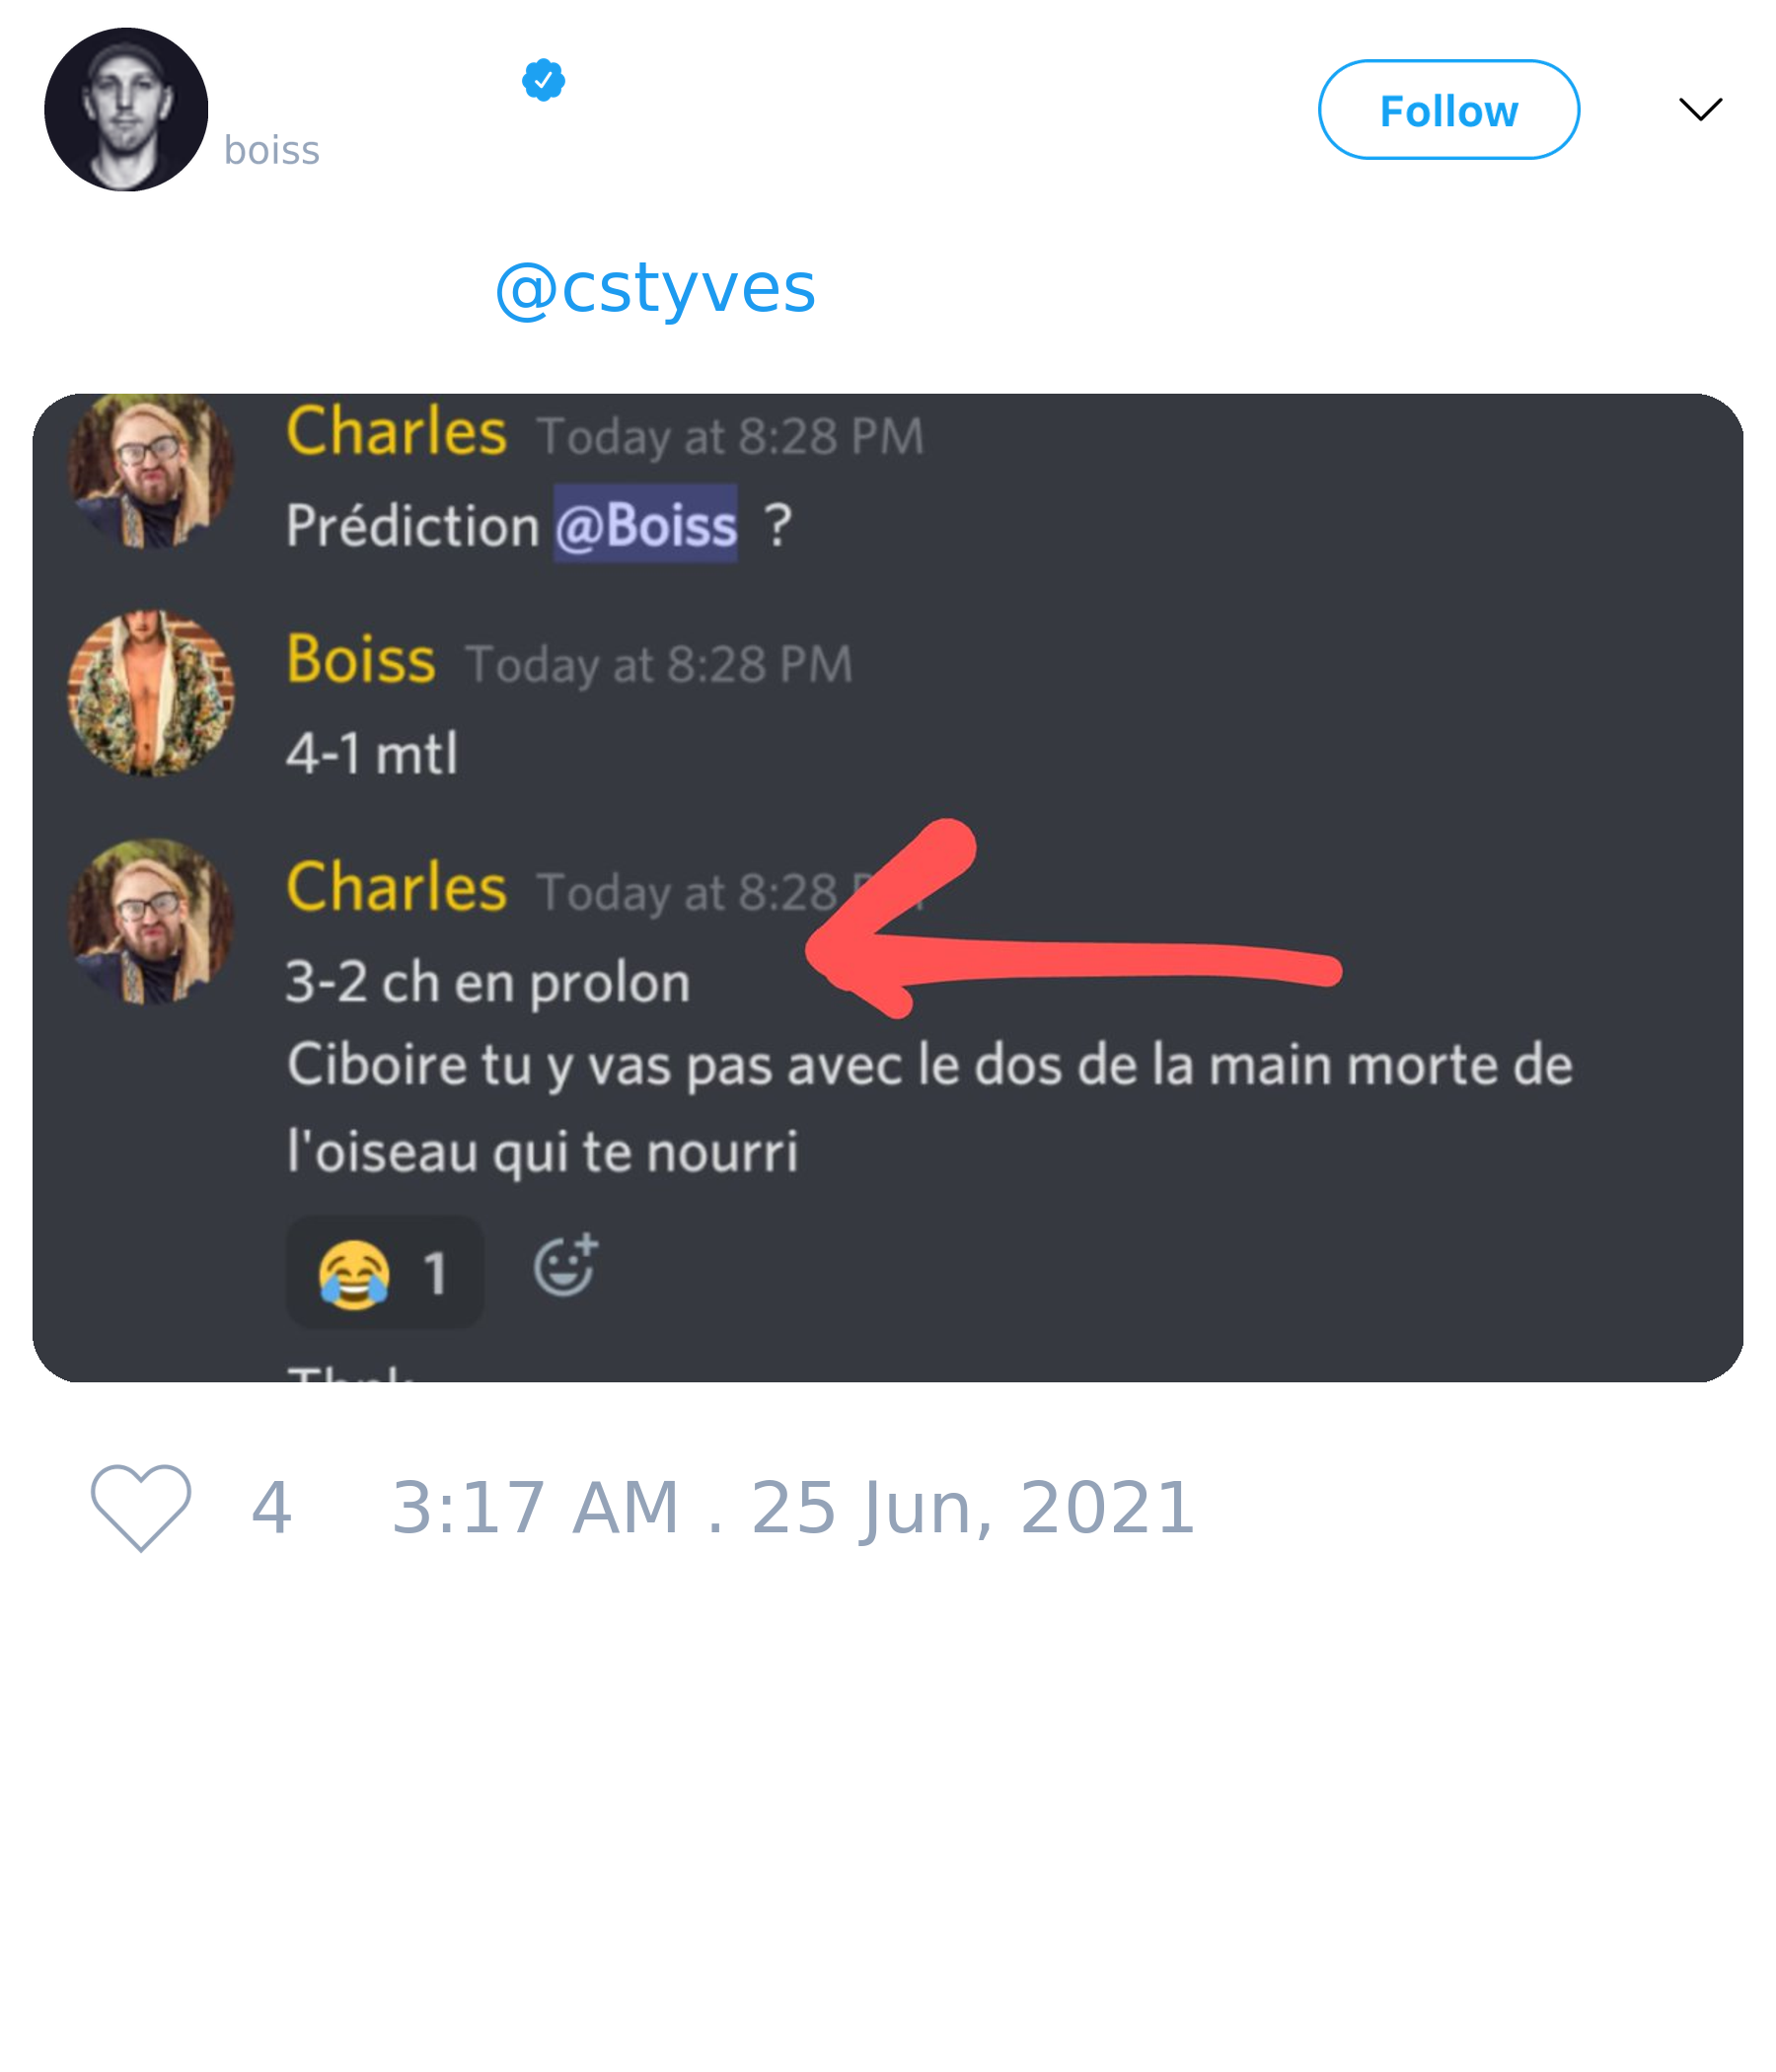 boiss
Follow
@cstyves
Charles Today at 8:28 PM
Prédiction @Boiss ?
Boiss Today at 8:28 PM
4-1 mtl
Charles Today at 8:28
3-2 ch en prolon
Ciboire tu y vas pas avec le dos de la main morte de
l'oiseau qui te nourri
1
4 3:17 AM . 25 Jun, 2021